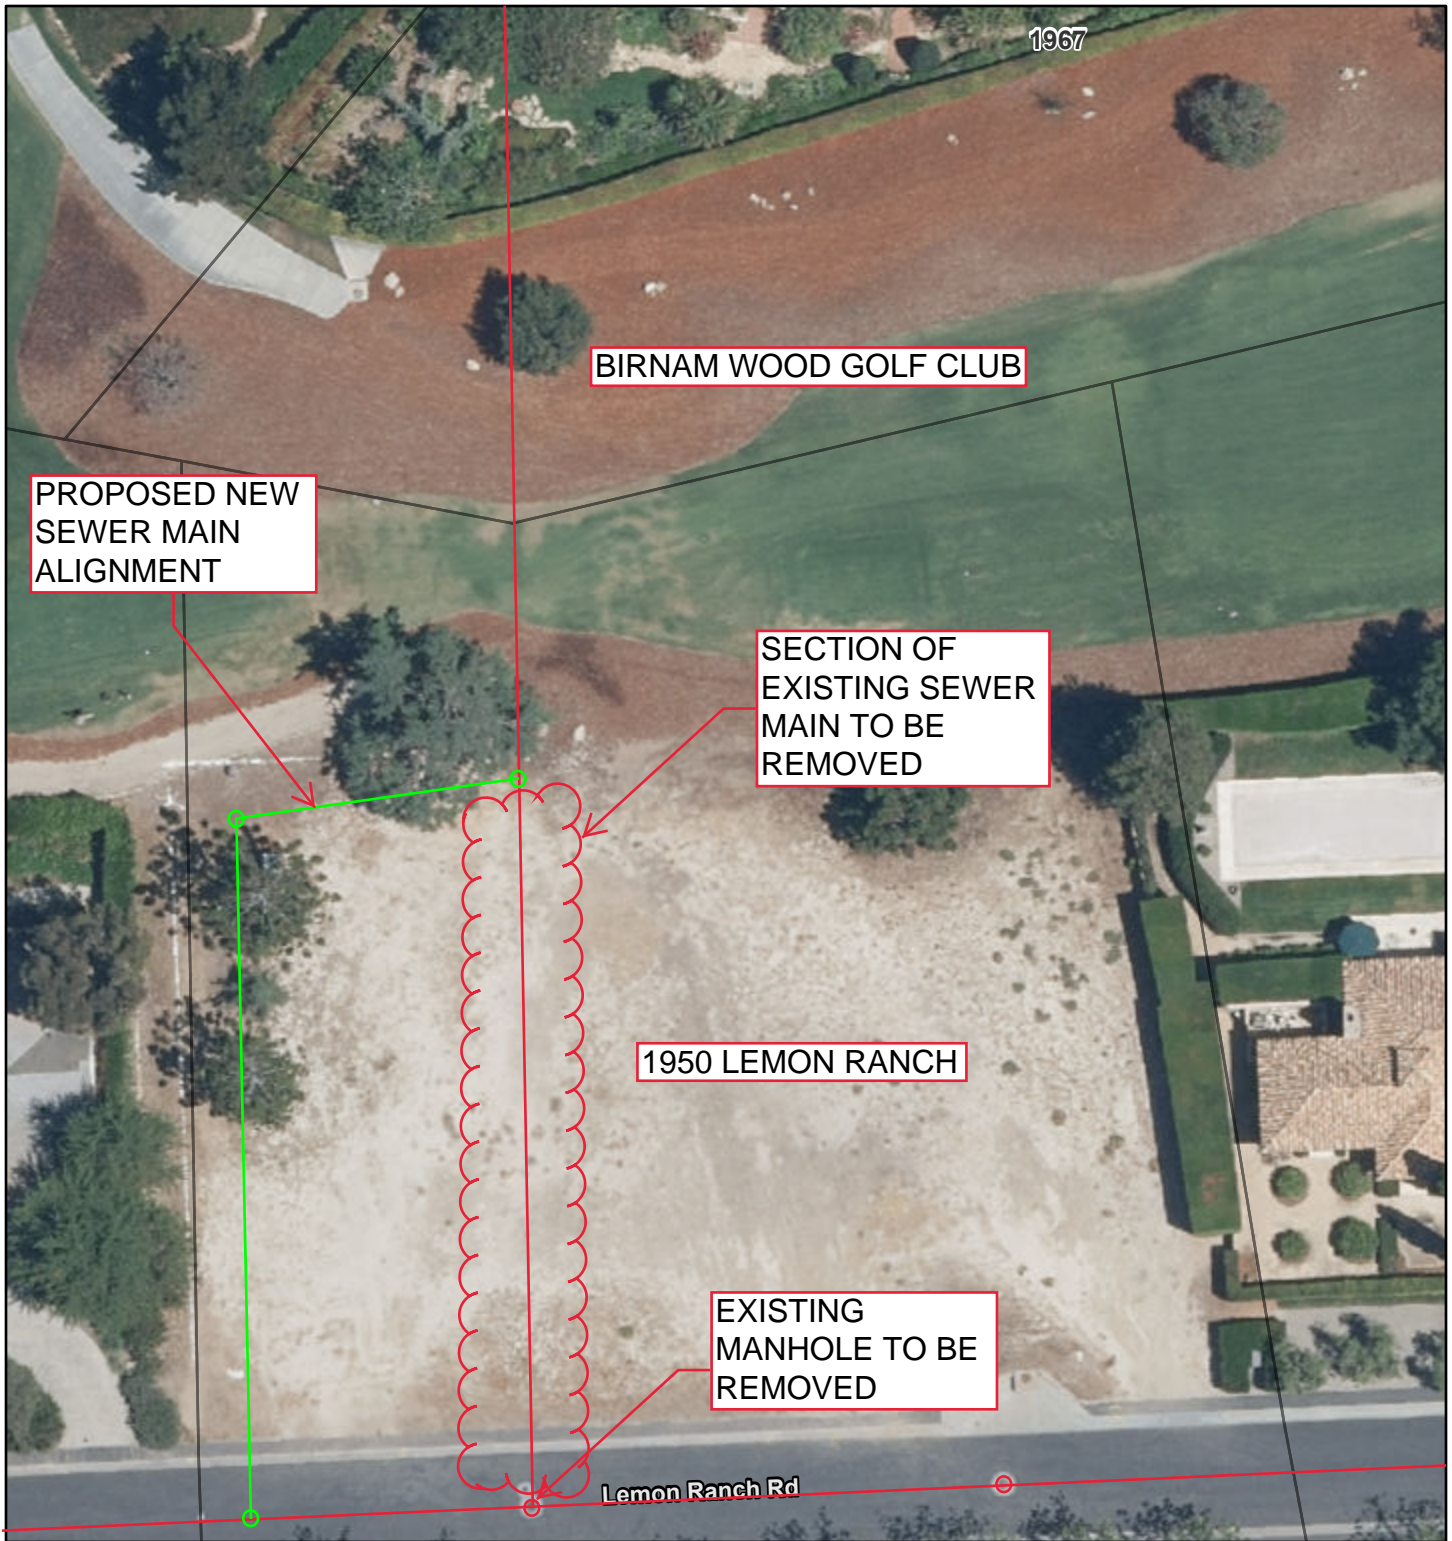 1967
BIRNAM WOOD GOLF CLUB
PROPOSED NEW
SEWER MAIN
ALIGNMENT
SECTION OF
EXISTING SEWER
MAIN TO BE
REMOVED
1950 LEMON RANCH
EXISTING
MANHOLE TO BE
REMOVED
Lemon Ranch Rd